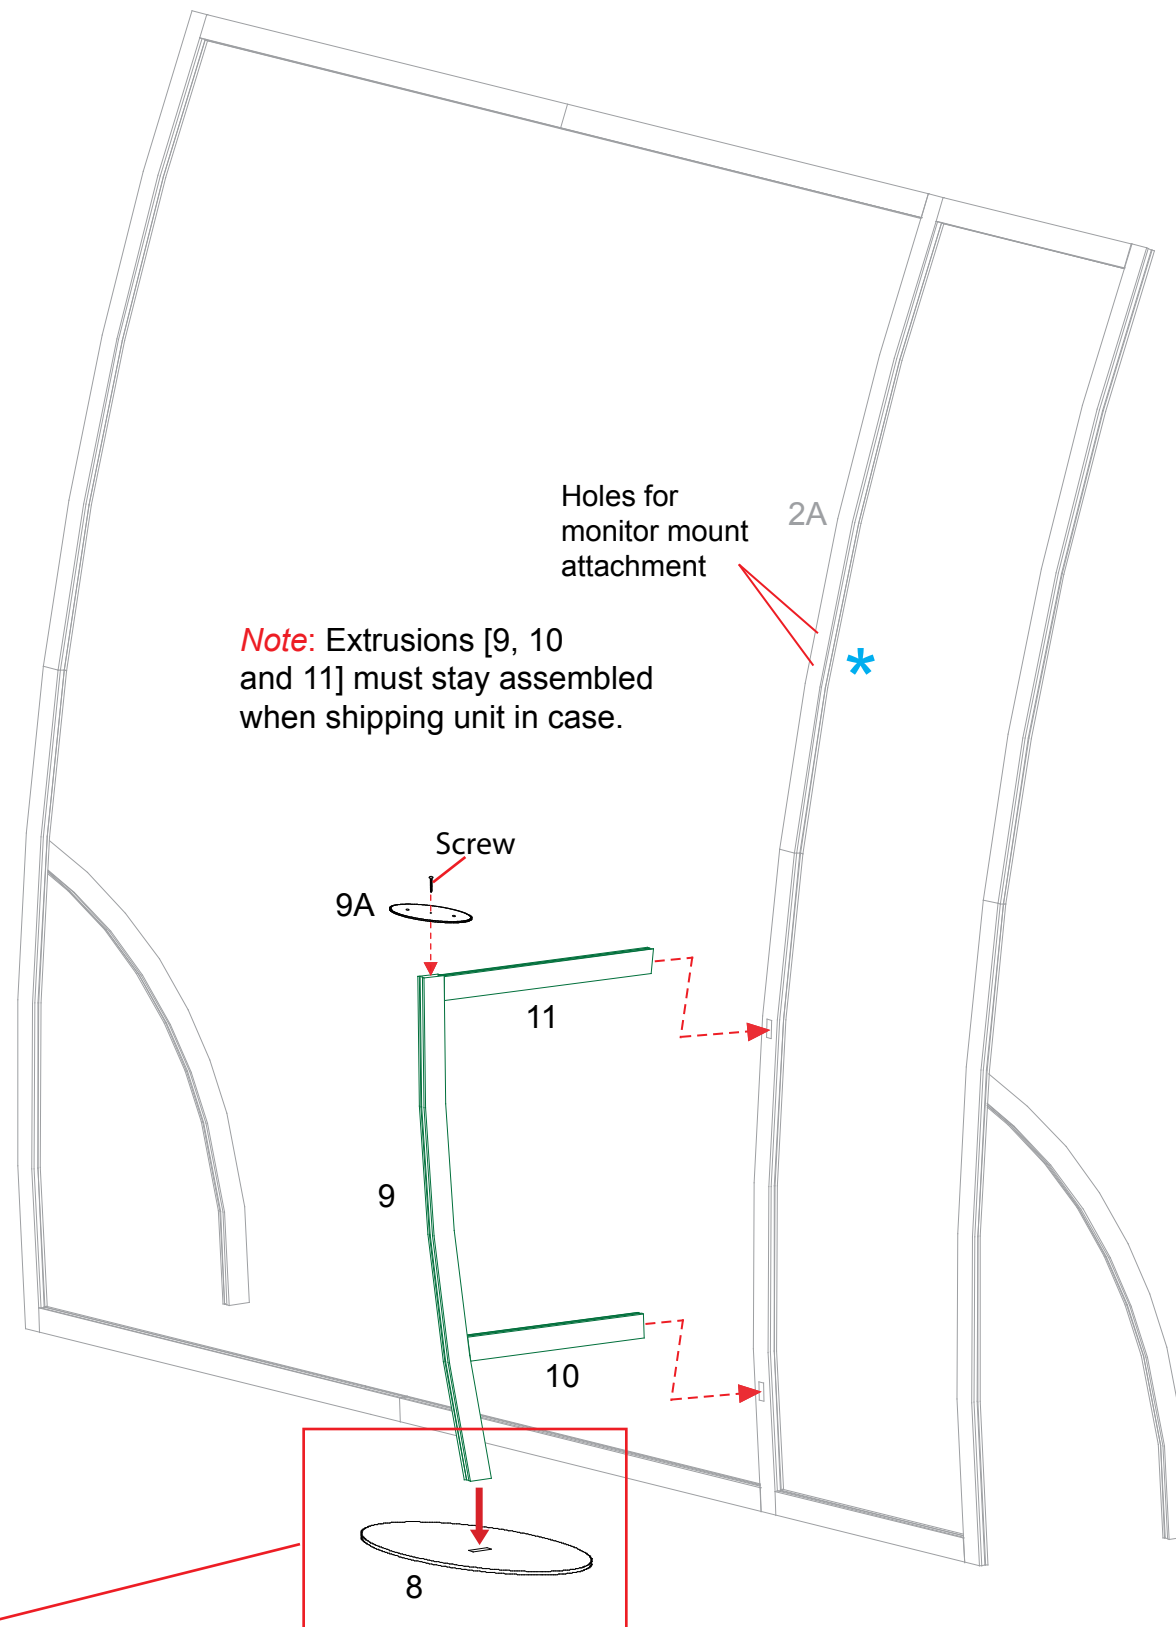 Holes for
monitor mount
attachment
2A
*
Note: Extrusions [9, 10
and 11] must stay assembled
when shipping unit in case.
Screw
9A
11
9
10
8